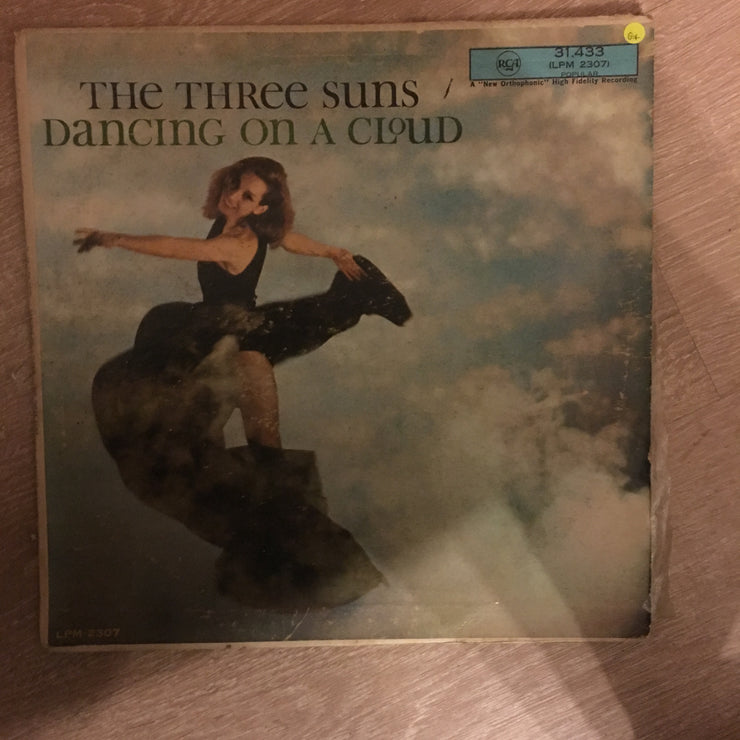 THE THREE SUNS
DANCING ON A CLOUD
RCA
31,433
(LPM 2307)
POPULAR
A "New Orthophonic" High Fidelity Recording
LPM-2307